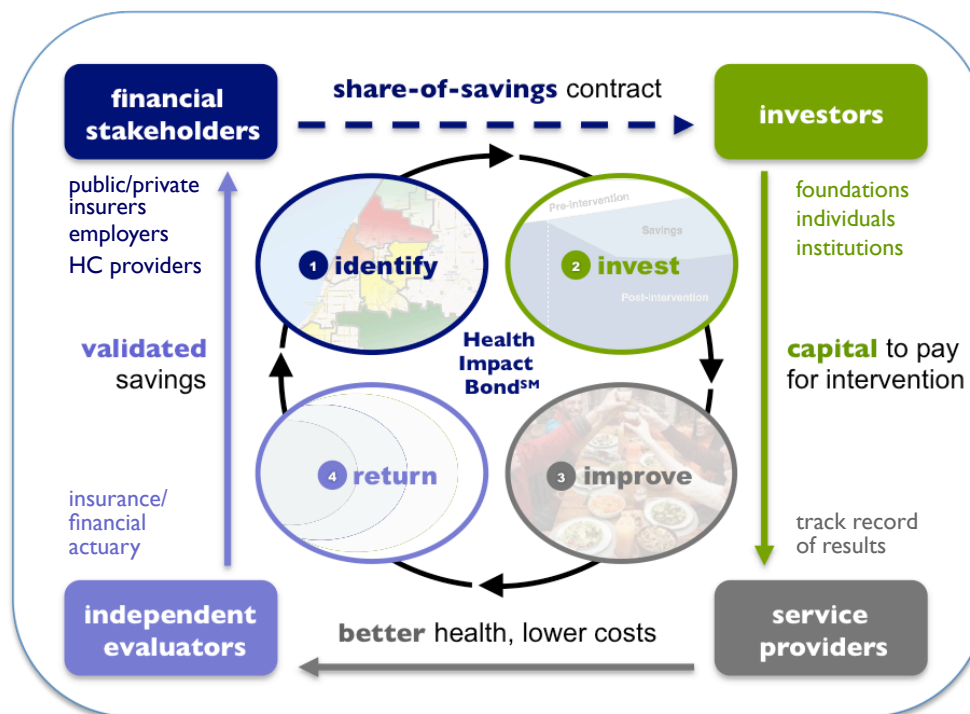 financial
stakeholders
share-of-savings contract
investors
public/private
insurers
employers
HC providers
foundations
individuals
institutions
1 identify
Pre-intervention
Savings
2 invest
Post-intervention
Health
Impact
Bond℠
validated
savings
capital to pay
for intervention
4 return
3 improve
insurance/
financial
actuary
track record
of results
independent
evaluators
better health, lower costs
service
providers